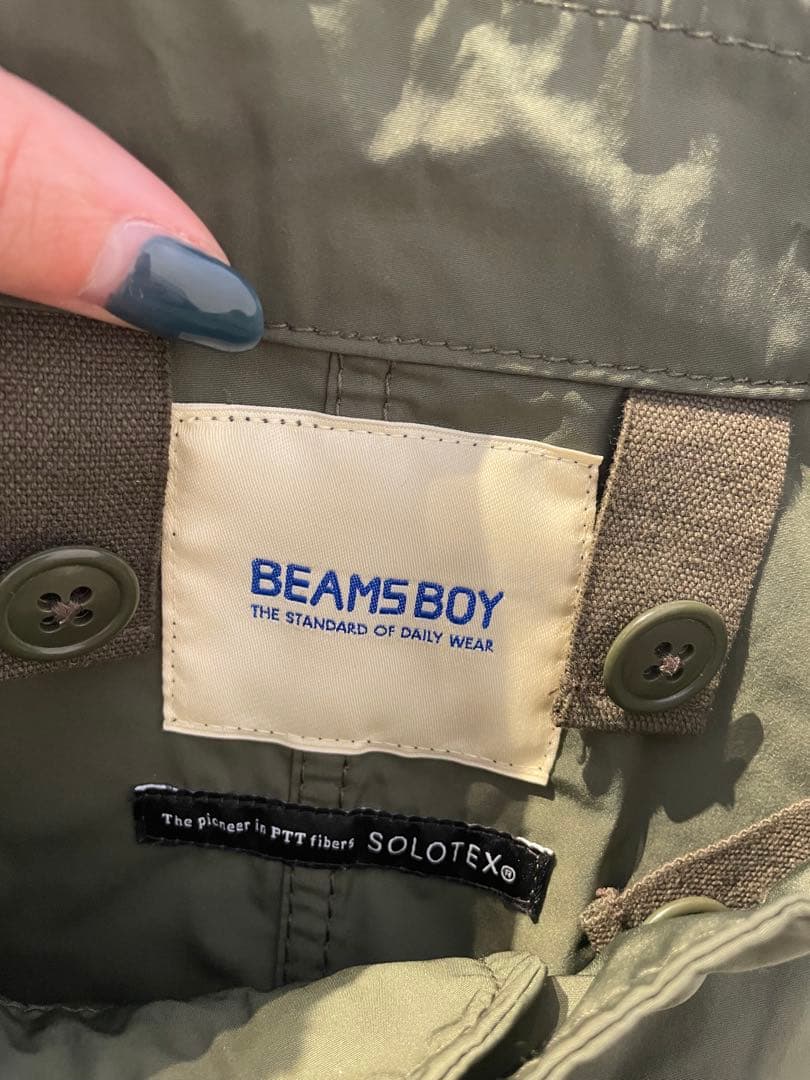 BEAMS BOY
THE STANDARD OF DAILY WEAR
The pioneer in PTT fibers SOLOTEX®